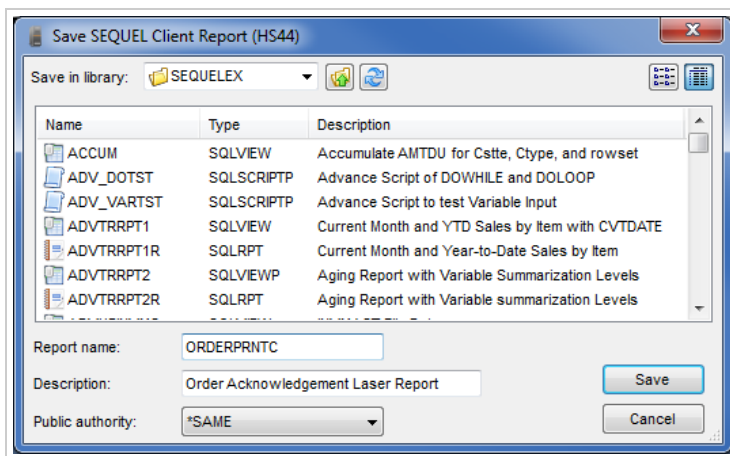 Save SEQUEL Client Report (HS44)
Save in library: SEQUELEX
Name Type Description
ACCUM SQLVIEW Accumulate AMTDU for Cstte, Ctype, and rowset
ADV_DOTST SQLSCRIPTP Advance Script of DOWHILE and DOLOOP
ADV_VARTST SQLSCRIPTP Advance Script to test Variable Input
ADVTRRPT1 SQLVIEW Current Month and YTD Sales by Item with CVTDATE
ADVTRRPT1R SQLRPT Current Month and Year-to-Date Sales by Item
ADVTRRPT2 SQLVIEWP Aging Report with Variable Summarization Levels
ADVTRRPT2R SQLRPT Aging Report with Variable summarization Levels
Report name: ORDERPRNTC
Description: Order Acknowledgement Laser Report
Save
Public authority: *SAME
Cancel